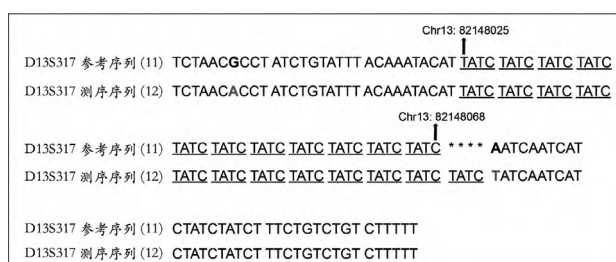 Chr13: 82148025
D13S317 参考序列 (11) TCTAACGCCT ATCTGTATTT ACAAATACAT TATC TATC TATC TATC
D13S317 测序序列 (12) TCTAACACCT ATCTGTATTT ACAAATACAT TATC TATC TATC TATC
Chr13: 82148068
D13S317 参考序列 (11) TATC TATC TATC TATC TATC TATC TATC **** AATCAATCAT
D13S317 测序序列 (12) TATC TATC TATC TATC TATC TATC TATC TATC TATCAATCAT
D13S317 参考序列 (11) CTATCTATCT TTCTGTCTGT CTTTTT
D13S317 测序序列 (12) CTATCTATCT TTCTGTCTGT CTTTTT